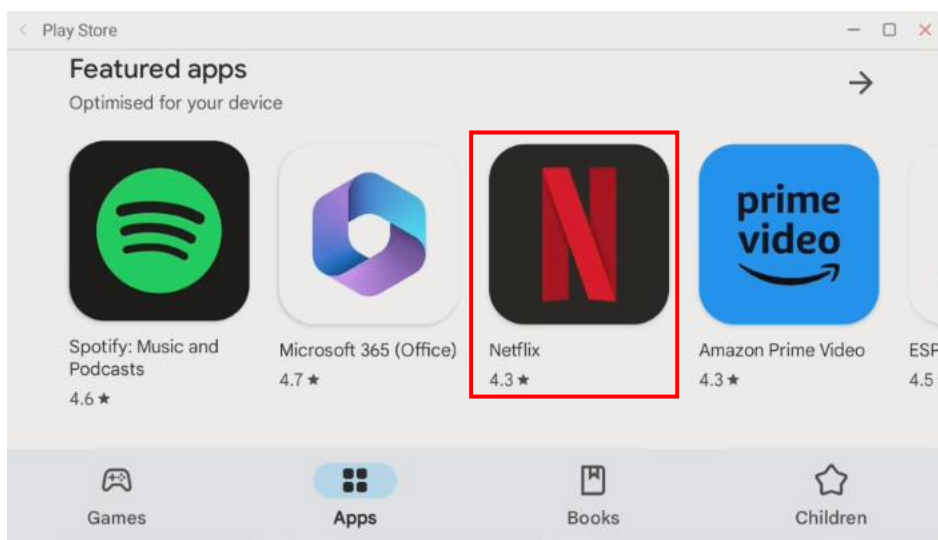 Play Store
Featured apps
Optimised for your device
prime
video
Spotify: Music and
Podcasts
4.6 ★
Microsoft 365 (Office)
4.7 ★
Netflix
4.3 ★
Amazon Prime Video
4.3 ★
ESP
4.5
Games
Apps
Books
Children